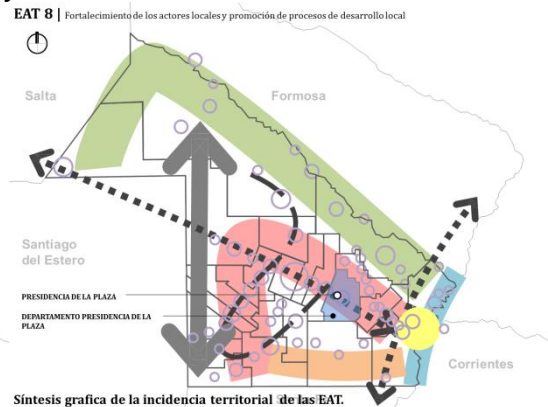 EAT 8 | Fortalecimiento de los actores locales y promoción de procesos de desarrollo local
Salta
Formosa
Santiago
del Estero
PRESIDENCIA DE LA PLAZA
DEPARTAMENTO PRESIDENCIA DE LA
PLAZA
Corrientes
Síntesis grafica de la incidencia territorial de las EAT.